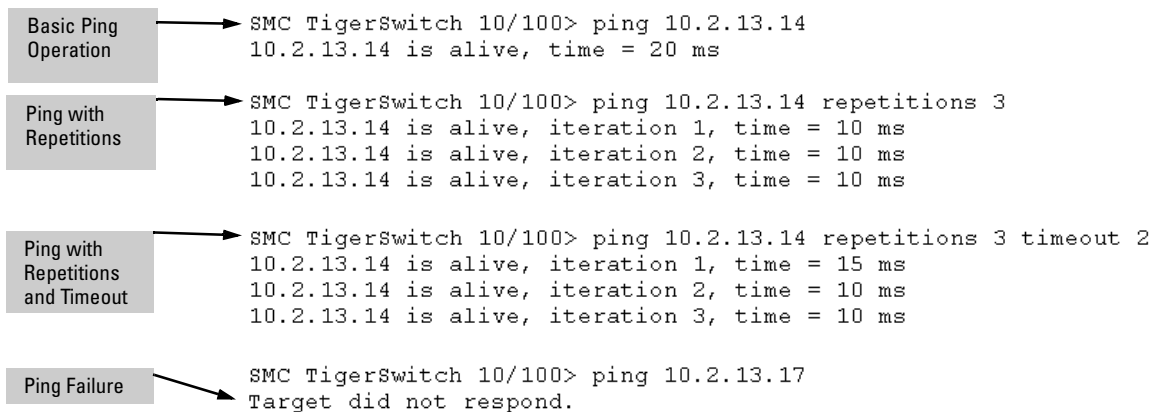 Basic Ping
Operation
SMC TigerSwitch 10/100> ping 10.2.13.14
10.2.13.14 is alive, time = 20 ms
Ping with
Repetitions
SMC TigerSwitch 10/100> ping 10.2.13.14 repetitions 3
10.2.13.14 is alive, iteration 1, time = 10 ms
10.2.13.14 is alive, iteration 2, time = 10 ms
10.2.13.14 is alive, iteration 3, time = 10 ms
Ping with
Repetitions
and Timeout
SMC TigerSwitch 10/100> ping 10.2.13.14 repetitions 3 timeout 2
10.2.13.14 is alive, iteration 1, time = 15 ms
10.2.13.14 is alive, iteration 2, time = 10 ms
10.2.13.14 is alive, iteration 3, time = 10 ms
Ping Failure
SMC TigerSwitch 10/100> ping 10.2.13.17
Target did not respond.